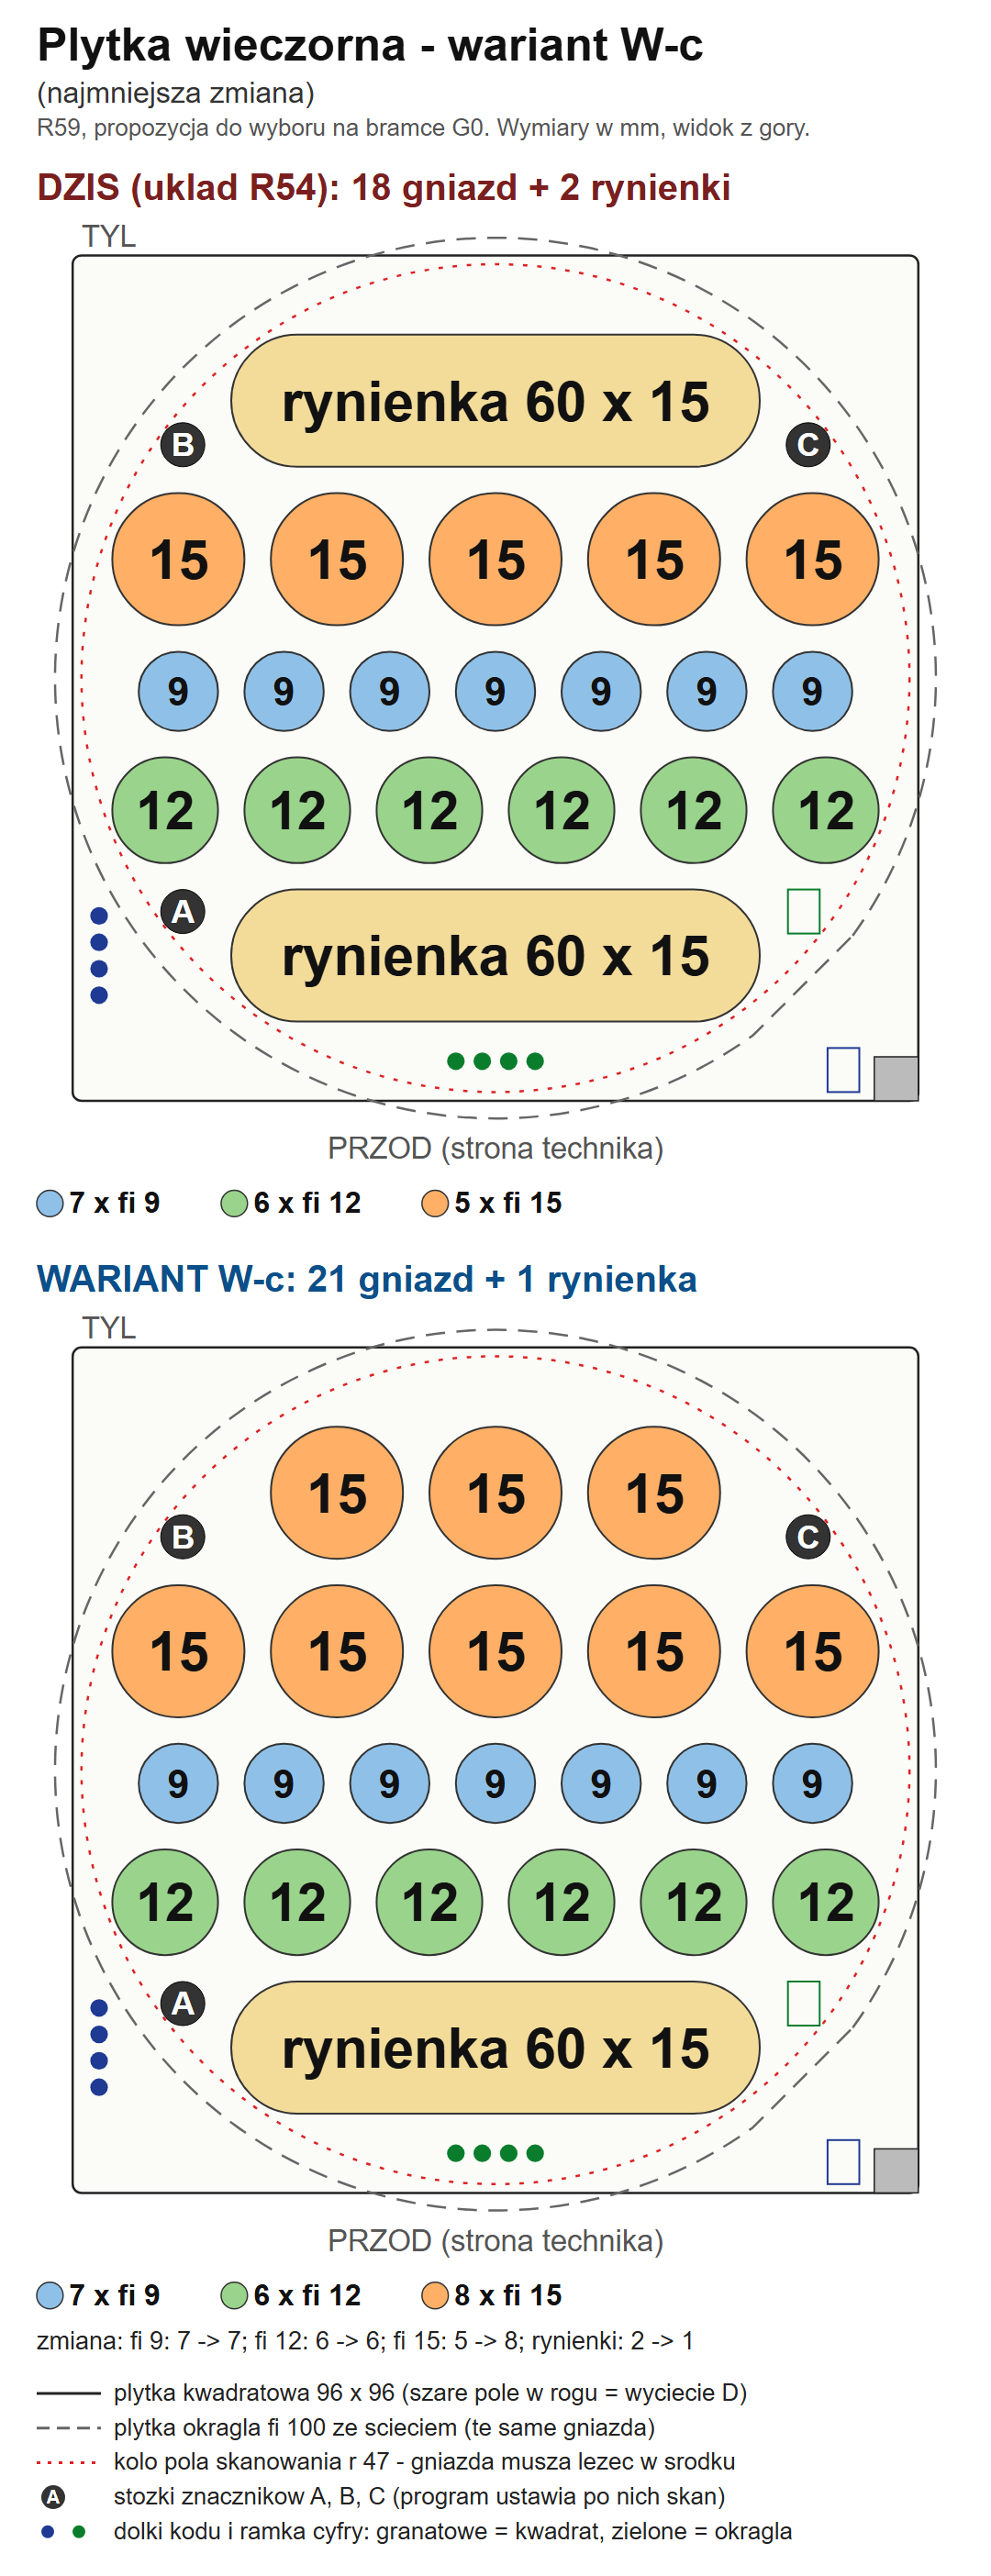 Plytka wieczorna - wariant W-c
(najmniejsza zmiana)
R59, propozycja do wyboru na bramce G0. Wymiary w mm, widok z gory.
DZIS (uklad R54): 18 gniazd + 2 rynienki
TYL
rynienka 60 x 15
B C
15 15 15 15 15
9 9 9 9 9 9 9
12 12 12 12 12 12
A
rynienka 60 x 15
PRZOD (strona technika)
7 x fi 9 6 x fi 12 5 x fi 15
WARIANT W-c: 21 gniazd + 1 rynienka
TYL
15 15 15
B C
15 15 15 15 15
9 9 9 9 9 9 9
12 12 12 12 12 12
A
rynienka 60 x 15
PRZOD (strona technika)
7 x fi 9 6 x fi 12 8 x fi 15
zmiana: fi 9: 7 -> 7; fi 12: 6 -> 6; fi 15: 5 -> 8; rynienki: 2 -> 1
plytka kwadratowa 96 x 96 (szare pole w rogu = wyciecie D)
plytka okragla fi 100 ze scieciem (te same gniazda)
kolo pola skanowania r 47 - gniazda musza lezec w srodku
A stozki znacznikow A, B, C (program ustawia po nich skan)
dolki kodu i ramka cyfry: granatowe = kwadrat, zielone = okragla